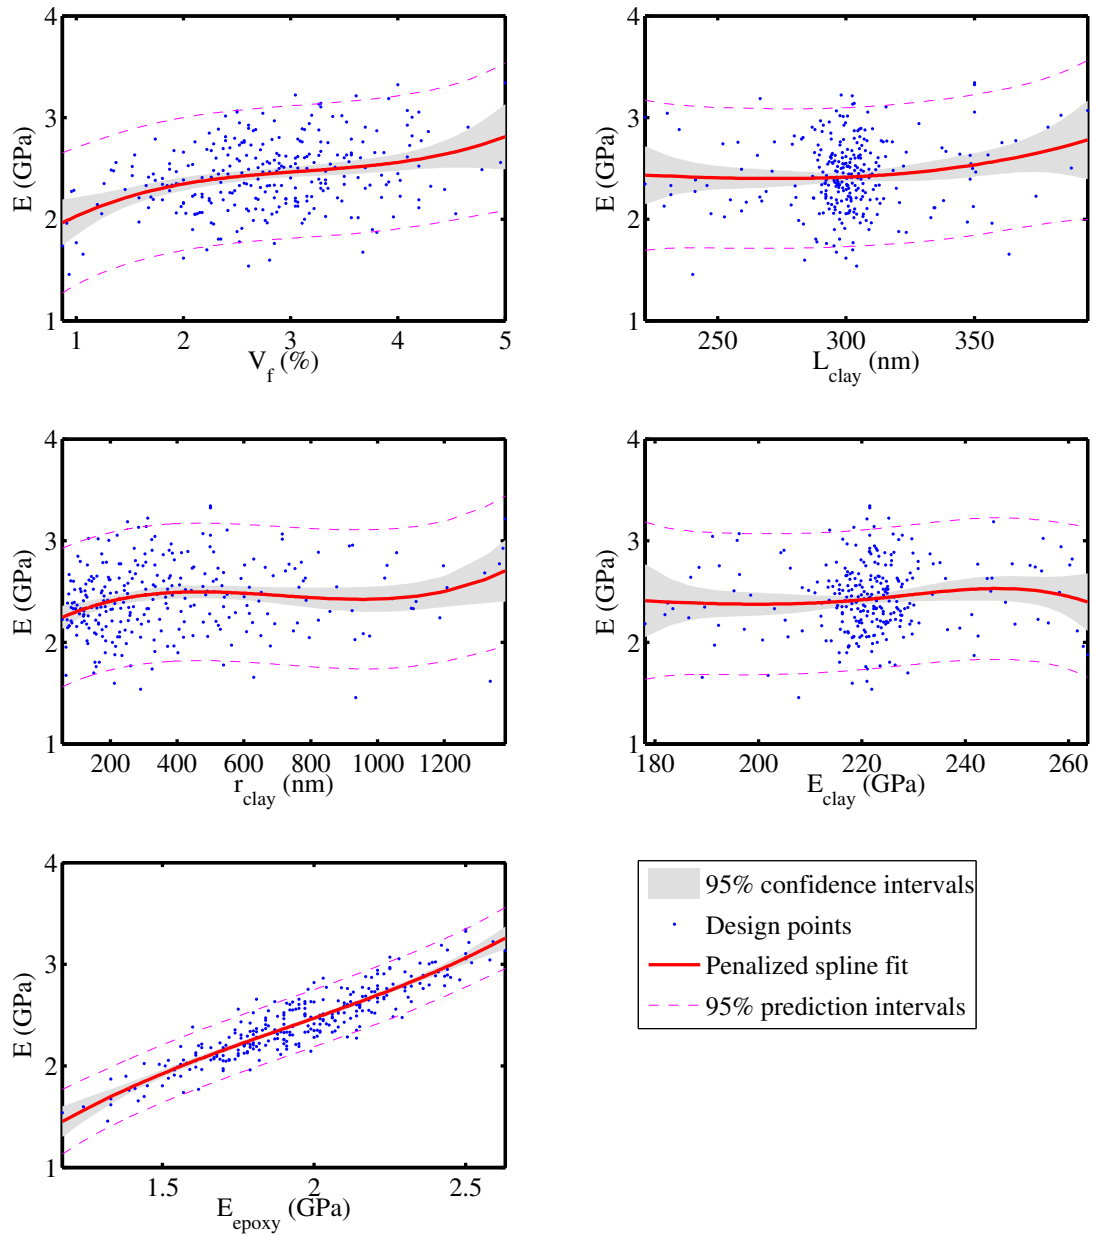 4
3
2
1
E (GPa)
1 2 3 4 5
V_f (%)
4
3
2
1
E (GPa)
250 300 350
L_clay (nm)
4
3
2
1
E (GPa)
200 400 600 800 1000 1200
r_clay (nm)
4
3
2
1
E (GPa)
180 200 220 240 260
E_clay (GPa)
4
3
2
1
E (GPa)
1.5 2 2.5
E_epoxy (GPa)
95% confidence intervals
Design points
Penalized spline fit
95% prediction intervals